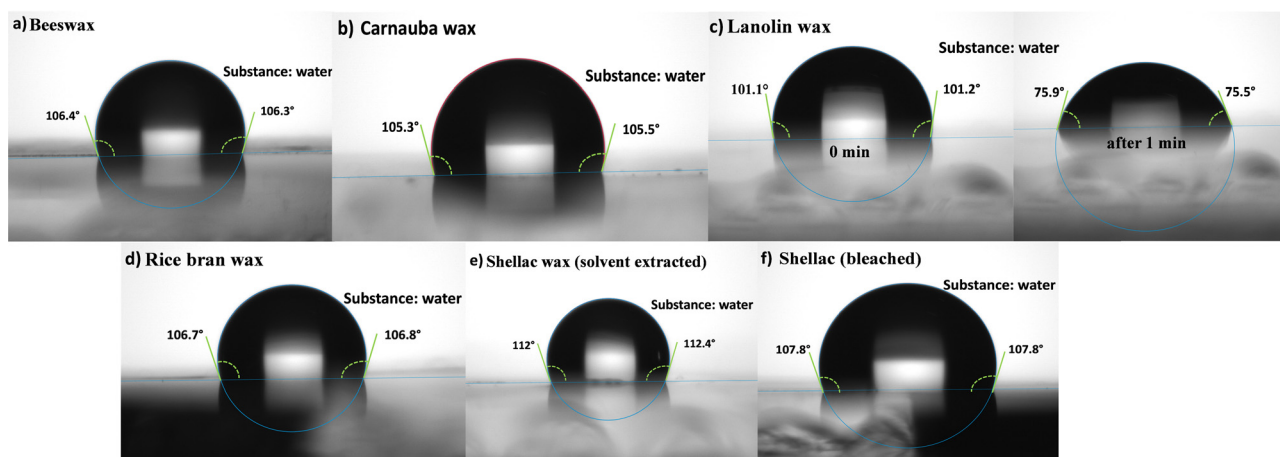 a) Beeswax
Substance: water
106.4°
106.3°
b) Carnauba wax
Substance: water
105.3°
105.5°
c) Lanolin wax
Substance: water
101.1°
101.2°
0 min
75.9°
75.5°
after 1 min
d) Rice bran wax
Substance: water
106.7°
106.8°
e) Shellac wax (solvent extracted)
Substance: water
112°
112.4°
f) Shellac (bleached)
Substance: water
107.8°
107.8°